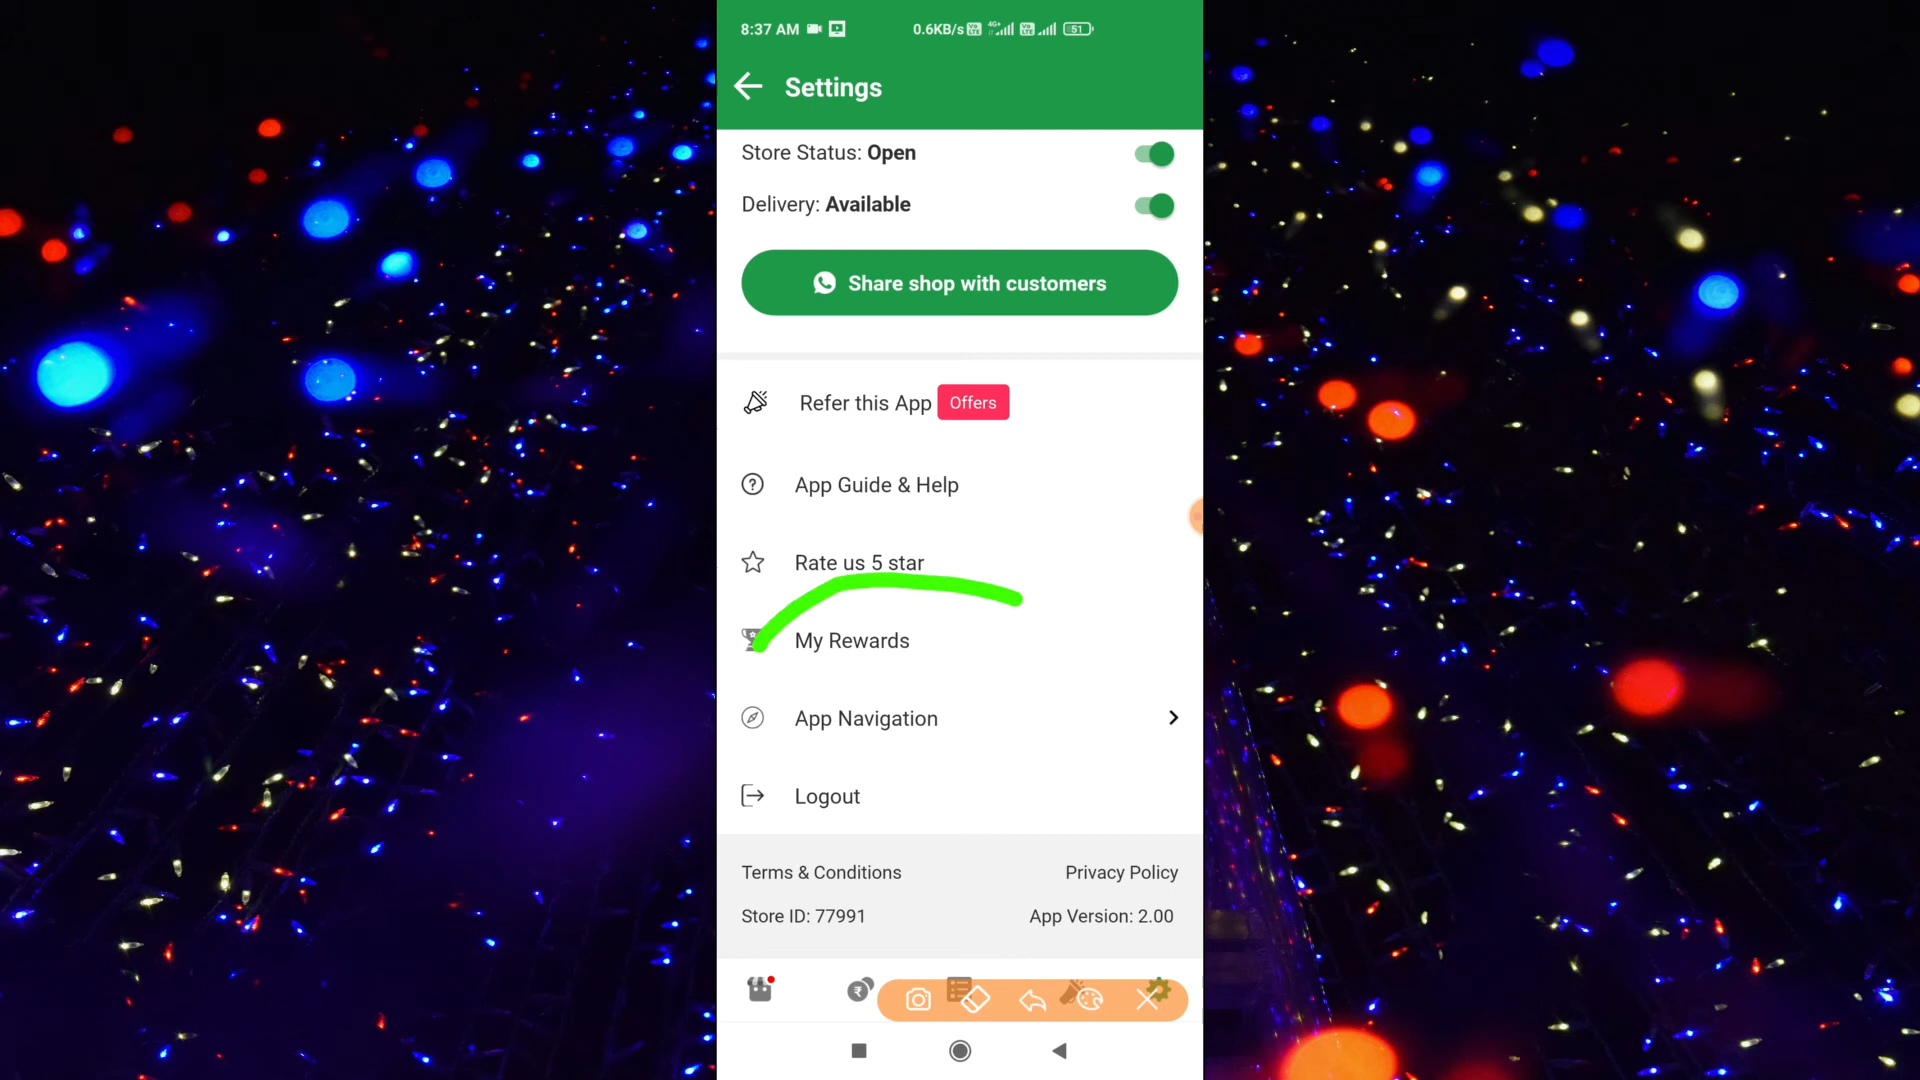 8:37 AM 0.6KB/s 4G+ 51
Settings
Store Status: Open
Delivery: Available
Share shop with customers
Refer this App Offers
App Guide & Help
Rate us 5 star
My Rewards
App Navigation
Logout
Terms & Conditions Privacy Policy
Store ID: 77991 App Version: 2.00